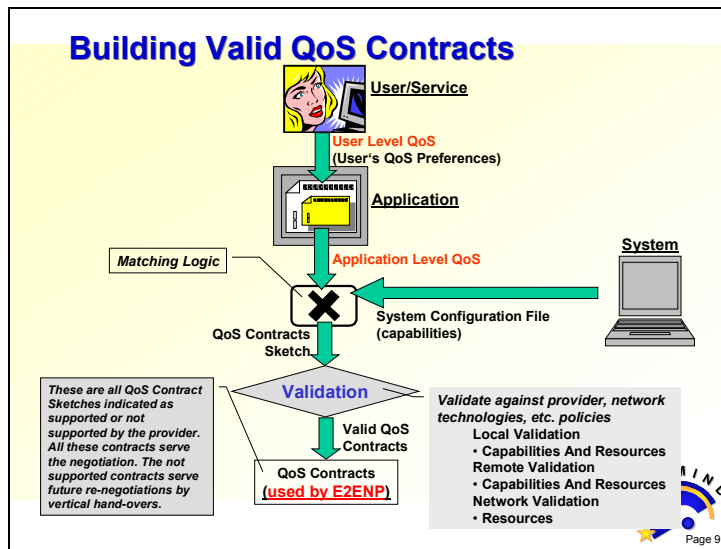 Building Valid QoS Contracts
User/Service
User Level QoS
(User's QoS Preferences)
Application
Matching Logic
Application Level QoS
System
System Configuration File
(capabilities)
QoS Contracts
Sketch
These are all QoS Contract
Sketches indicated as
supported or not
supported by the provider.
All these contracts serve
the negotiation. The not
supported contracts serve
future re-negotiations by
vertical hand-overs.
Validation
Valid QoS
Contracts
QoS Contracts
(used by E2ENP)
Validate against provider, network
technologies, etc. policies
Local Validation
• Capabilities And Resources
Remote Validation
• Capabilities And Resources
Network Validation
• Resources
MINE
Page 9